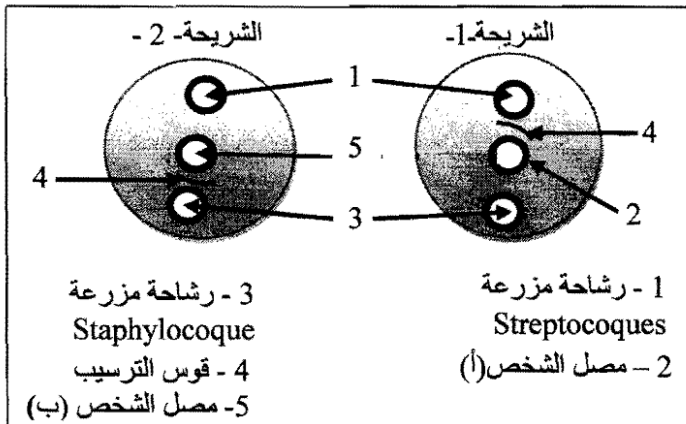 الشريحة-1-
الشريحة- 2 -
1
4
5
4
3
2
1 - رشاحة مزرعة
Streptocoques
2 – مصل الشخص(أ)
3 - رشاحة مزرعة
Staphylocoque
4 - قوس الترسيب
5- مصل الشخص (ب)